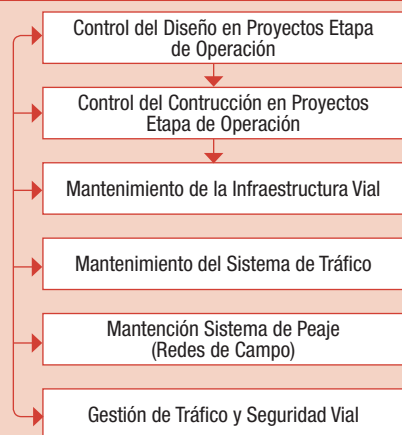 Control del Diseño en Proyectos Etapa
de Operación
Control del Contrucción en Proyectos
Etapa de Operación
Mantenimiento de la Infraestructura Vial
Mantenimiento del Sistema de Tráfico
Mantención Sistema de Peaje
(Redes de Campo)
Gestión de Tráfico y Seguridad Vial